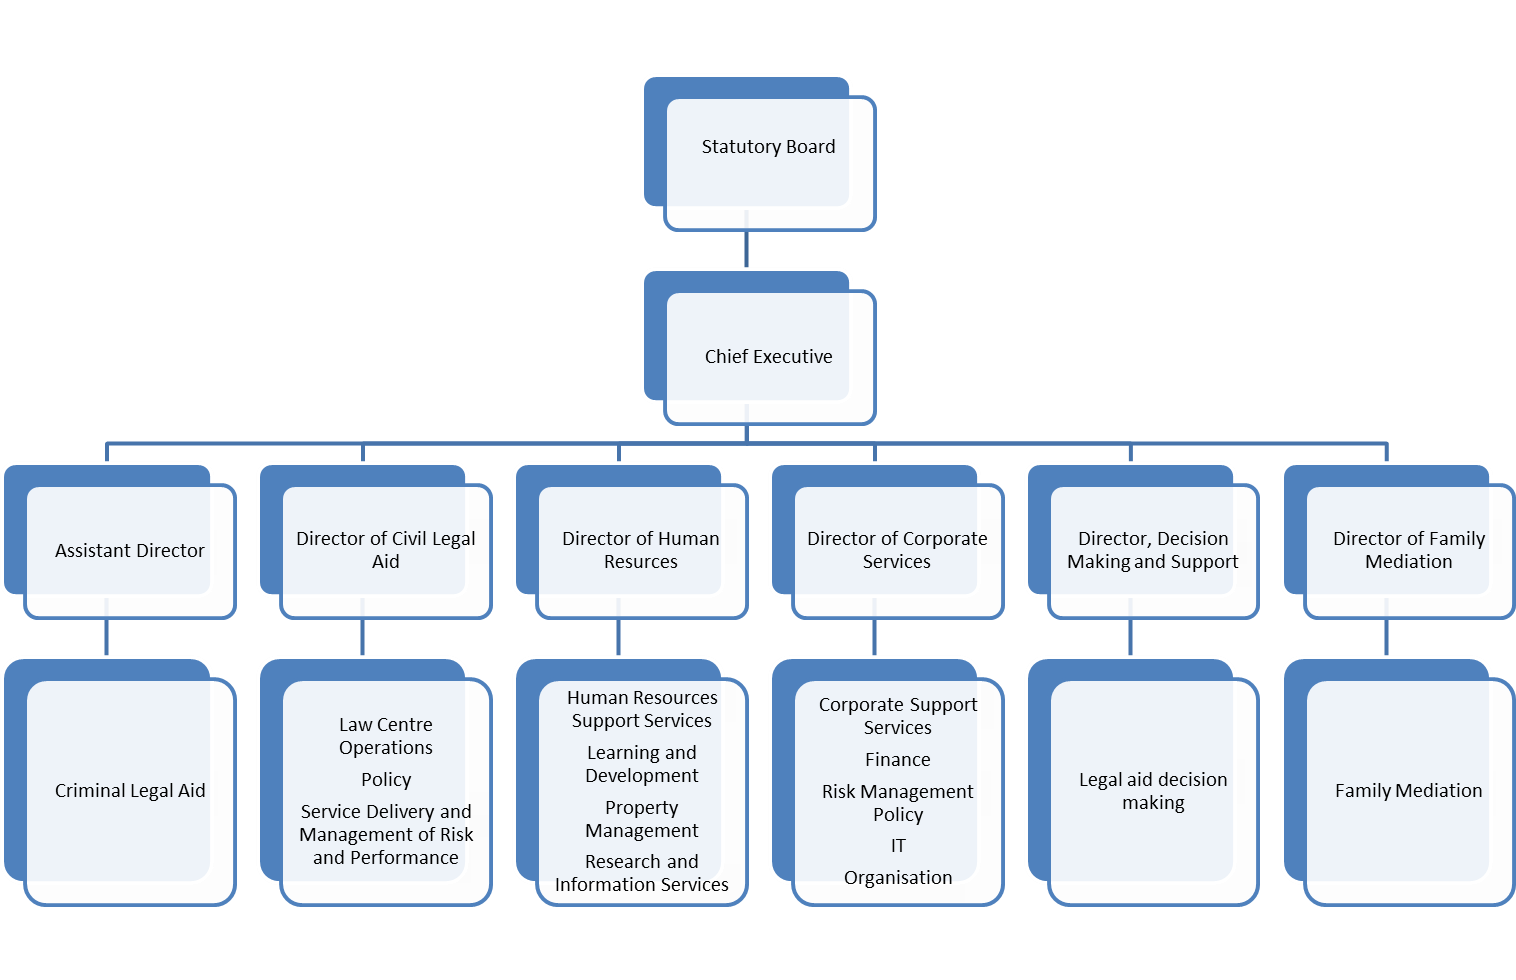 Statutory Board
Chief Executive
Assistant Director
Director of Civil Legal
Aid
Director of Human
Resurces
Director of Corporate
Services
Director, Decision
Making and Support
Director of Family
Mediation
Criminal Legal Aid
Law Centre
Operations
Policy
Service Delivery and
Management of Risk
and Performance
Human Resources
Support Services
Learning and
Development
Property
Management
Research and
Information Services
Corporate Support
Services
Finance
Risk Management
Policy
IT
Organisation
Legal aid decision
making
Family Mediation